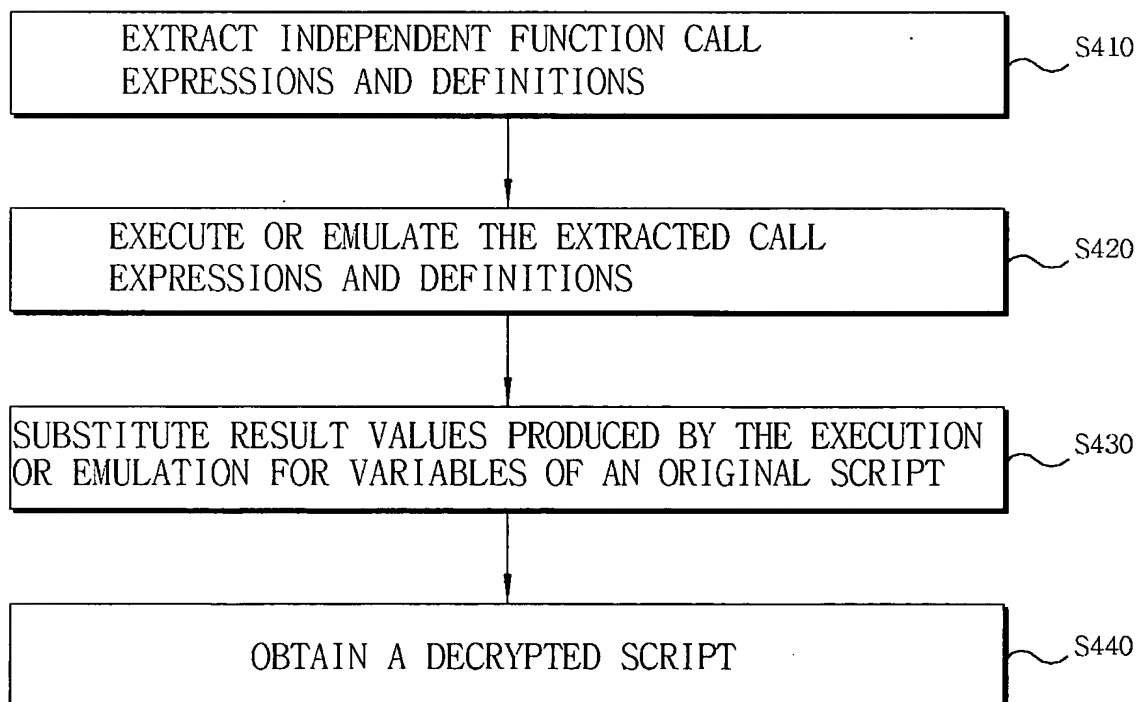 EXTRACT INDEPENDENT FUNCTION CALL
EXPRESSIONS AND DEFINITIONS
S410
EXECUTE OR EMULATE THE EXTRACTED CALL
EXPRESSIONS AND DEFINITIONS
S420
SUBSTITUTE RESULT VALUES PRODUCED BY THE EXECUTION
OR EMULATION FOR VARIABLES OF AN ORIGINAL SCRIPT
S430
OBTAIN A DECRYPTED SCRIPT
S440